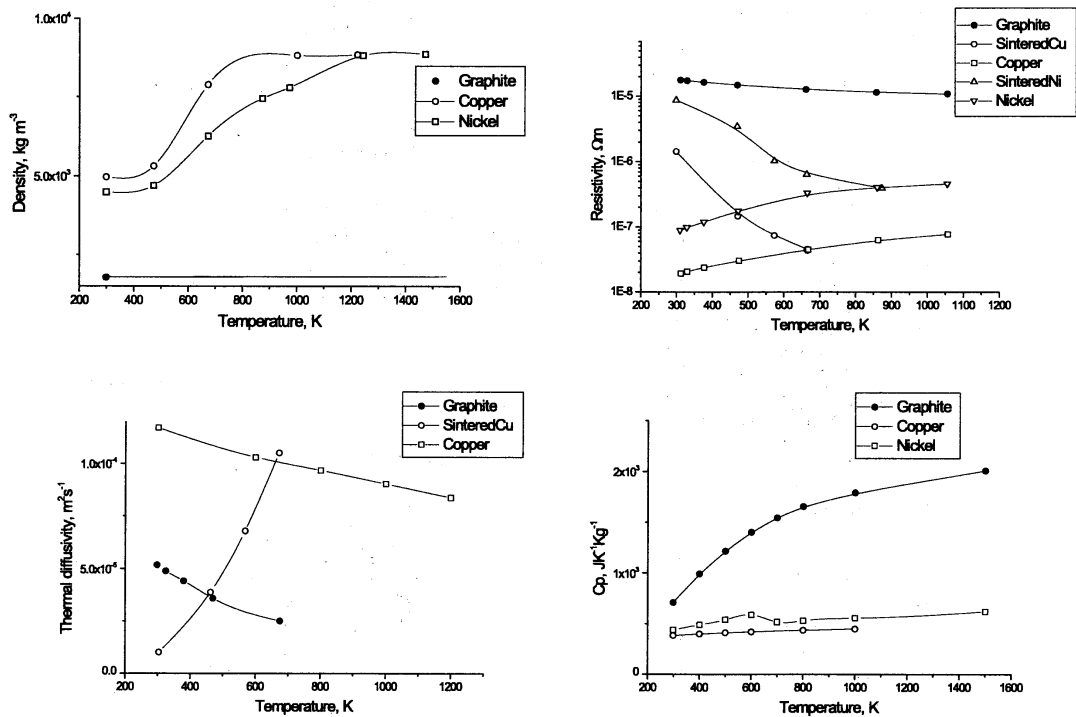 1.0x10⁴
5.0x10³
Density, kg m⁻³
200 400 600 800 1000 1200 1400 1600
Temperature, K
Graphite
Copper
Nickel
1E-5
1E-6
1E-7
1E-8
Resistivity, Ωm
200 300 400 500 600 700 800 900 1000 1100 1200
Temperature, K
Graphite
SinteredCu
Copper
SinteredNi
Nickel
1.0x10⁻⁴
5.0x10⁻⁵
0.0
Thermal diffusivity, m²s⁻¹
200 400 600 800 1000 1200
Temperature, K
Graphite
SinteredCu
Copper
2x10³
1x10³
0
Cp, JK⁻¹Kg⁻¹
200 400 600 800 1000 1200 1400 1600
Temperature, K
Graphite
Copper
Nickel